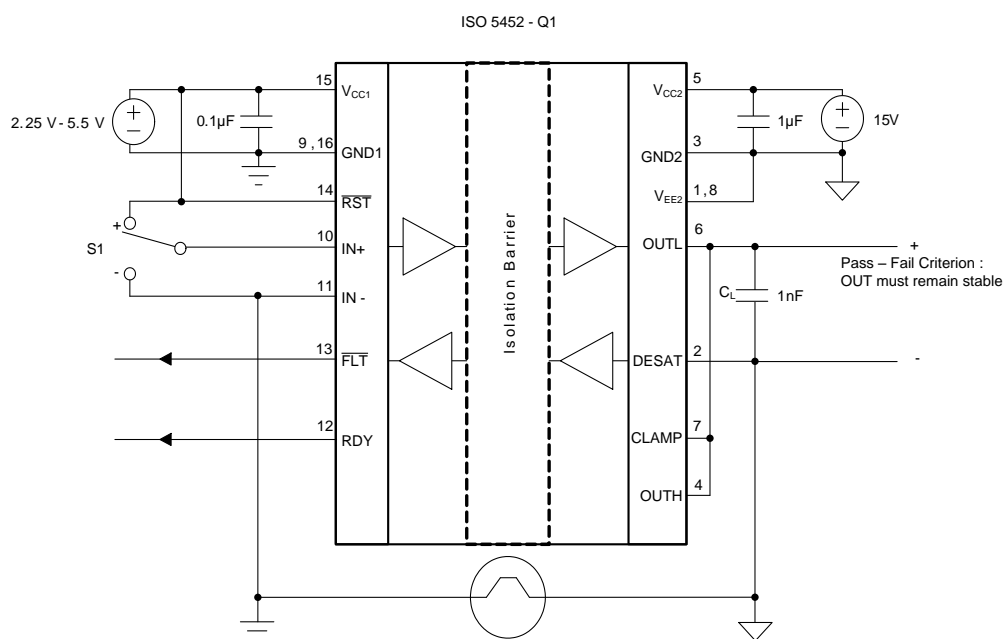 ISO 5452 - Q1
15
5
VCC1
VCC2
2.25 V - 5.5 V
0.1µF
1µF
15V
9 ,16
3
GND1
GND2
14
1 , 8
RST
VEE2
+
10
6
S1
IN+
OUTL
+
Isolation Barrier
Pass – Fail Criterion :
OUT must remain stable
-
11
CL
1nF
IN -
13
2
FLT
DESAT
-
12
7
RDY
CLAMP
4
OUTH